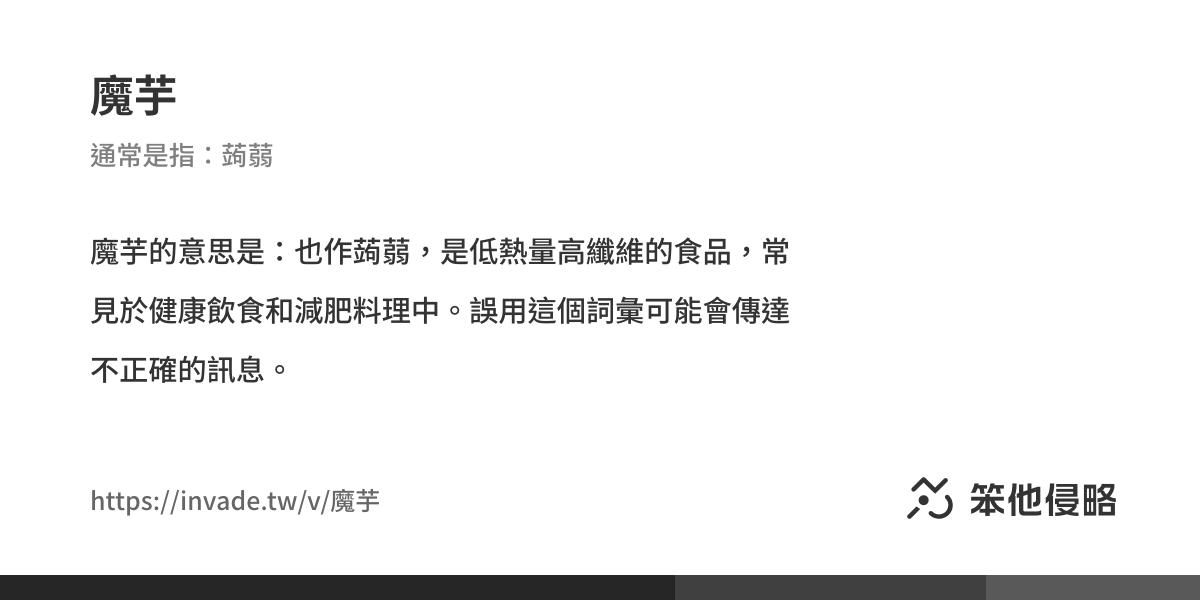 魔芋
通常是指：蒟蒻
魔芋的意思是：也作蒟蒻，是低熱量高纖維的食品，常
見於健康飲食和減肥料理中。誤用這個詞彙可能會傳達
不正確的訊息。
https://invade.tw/v/魔芋
笨他侵略